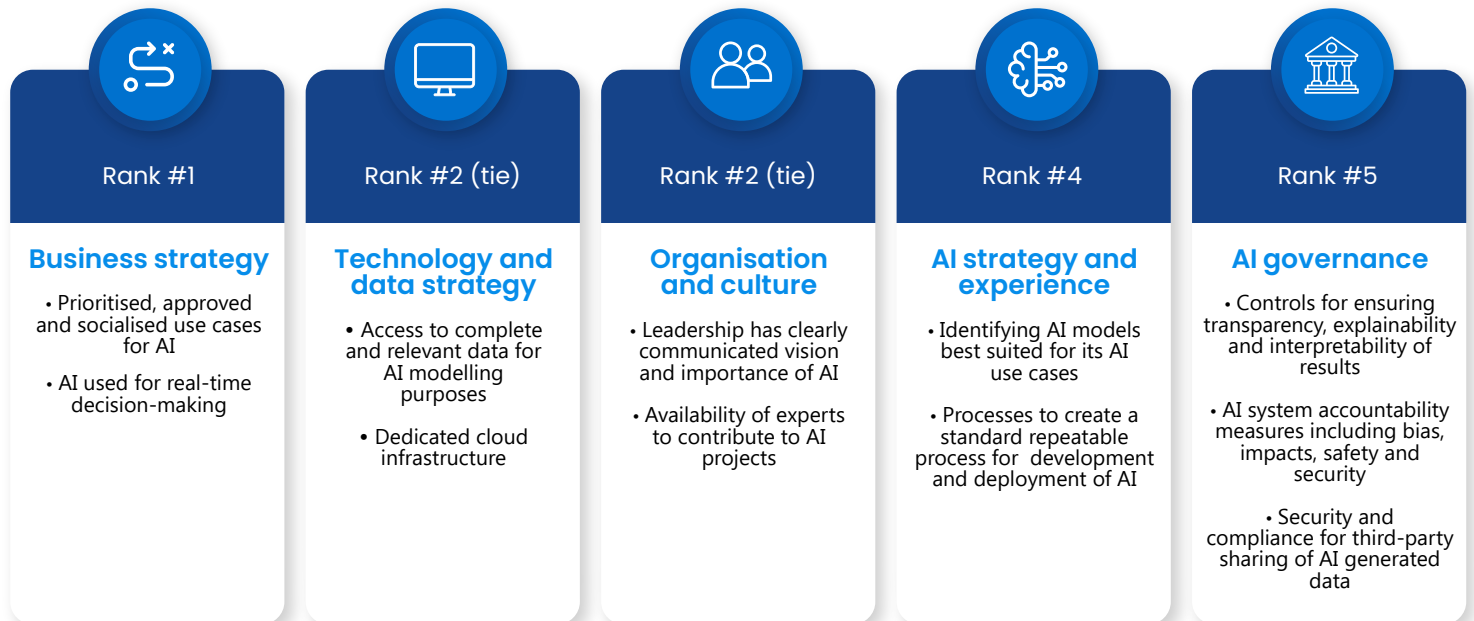 Rank #1
Business strategy
• Prioritised, approved
and socialised use cases
for AI
• AI used for real-time
decision-making
Rank #2 (tie)
Technology and
data strategy
• Access to complete
and relevant data for
AI modelling
purposes
• Dedicated cloud
infrastructure
Rank #2 (tie)
Organisation
and culture
• Leadership has clearly
communicated vision
and importance of AI
• Availability of experts
to contribute to AI
projects
Rank #4
AI strategy and
experience
• Identifying AI models
best suited for its AI
use cases
• Processes to create a
standard repeatable
process for development
and deployment of AI
Rank #5
AI governance
• Controls for ensuring
transparency, explainability
and interpretability of
results
• AI system accountability
measures including bias,
impacts, safety and
security
• Security and
compliance for third-party
sharing of AI generated
data